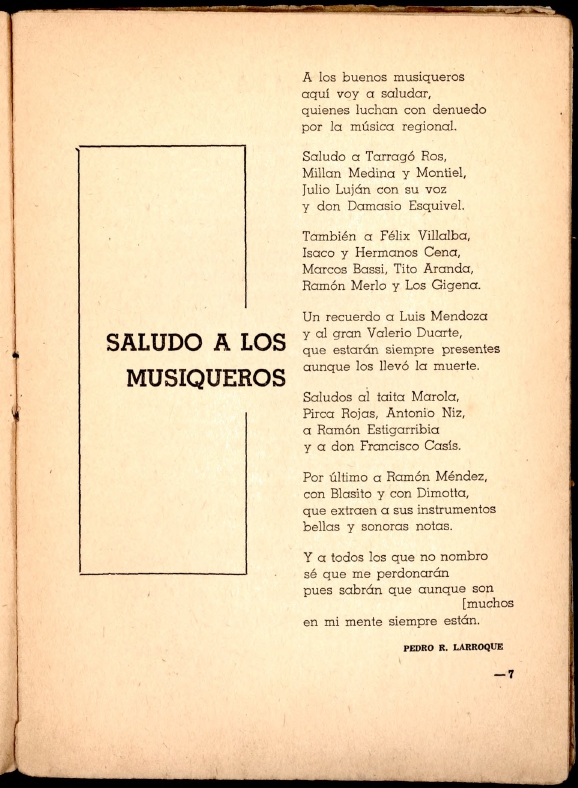 SALUDO A LOS
MUSIQUEROS
A los buenos musiqueros
aquí voy a saludar,
quienes luchan con denuedo
por la música regional.
Saludo a Tarragó Ros,
Millan Medina y Montiel,
Julio Luján con su voz
y don Damasio Esquivel.
También a Félix Villalba,
Isaco y Hermanos Cena,
Marcos Bassi, Tito Aranda,
Ramón Merlo y Los Gigena.
Un recuerdo a Luis Mendoza
y al gran Valerio Duarte,
que estarán siempre presentes
aunque los llevó la muerte.
Saludos al taita Marola,
Pirca Rojas, Antonio Niz,
a Ramón Estigarribia
y a don Francisco Casís.
Por último a Ramón Méndez,
con Blasito y con Dimotta,
que extraen a sus instrumentos
bellas y sonoras notas.
Y a todos los que no nombro
sé que me perdonarán
pues sabrán que aunque son
[muchos
en mi mente siempre están.
PEDRO R. LARROQUE
—7